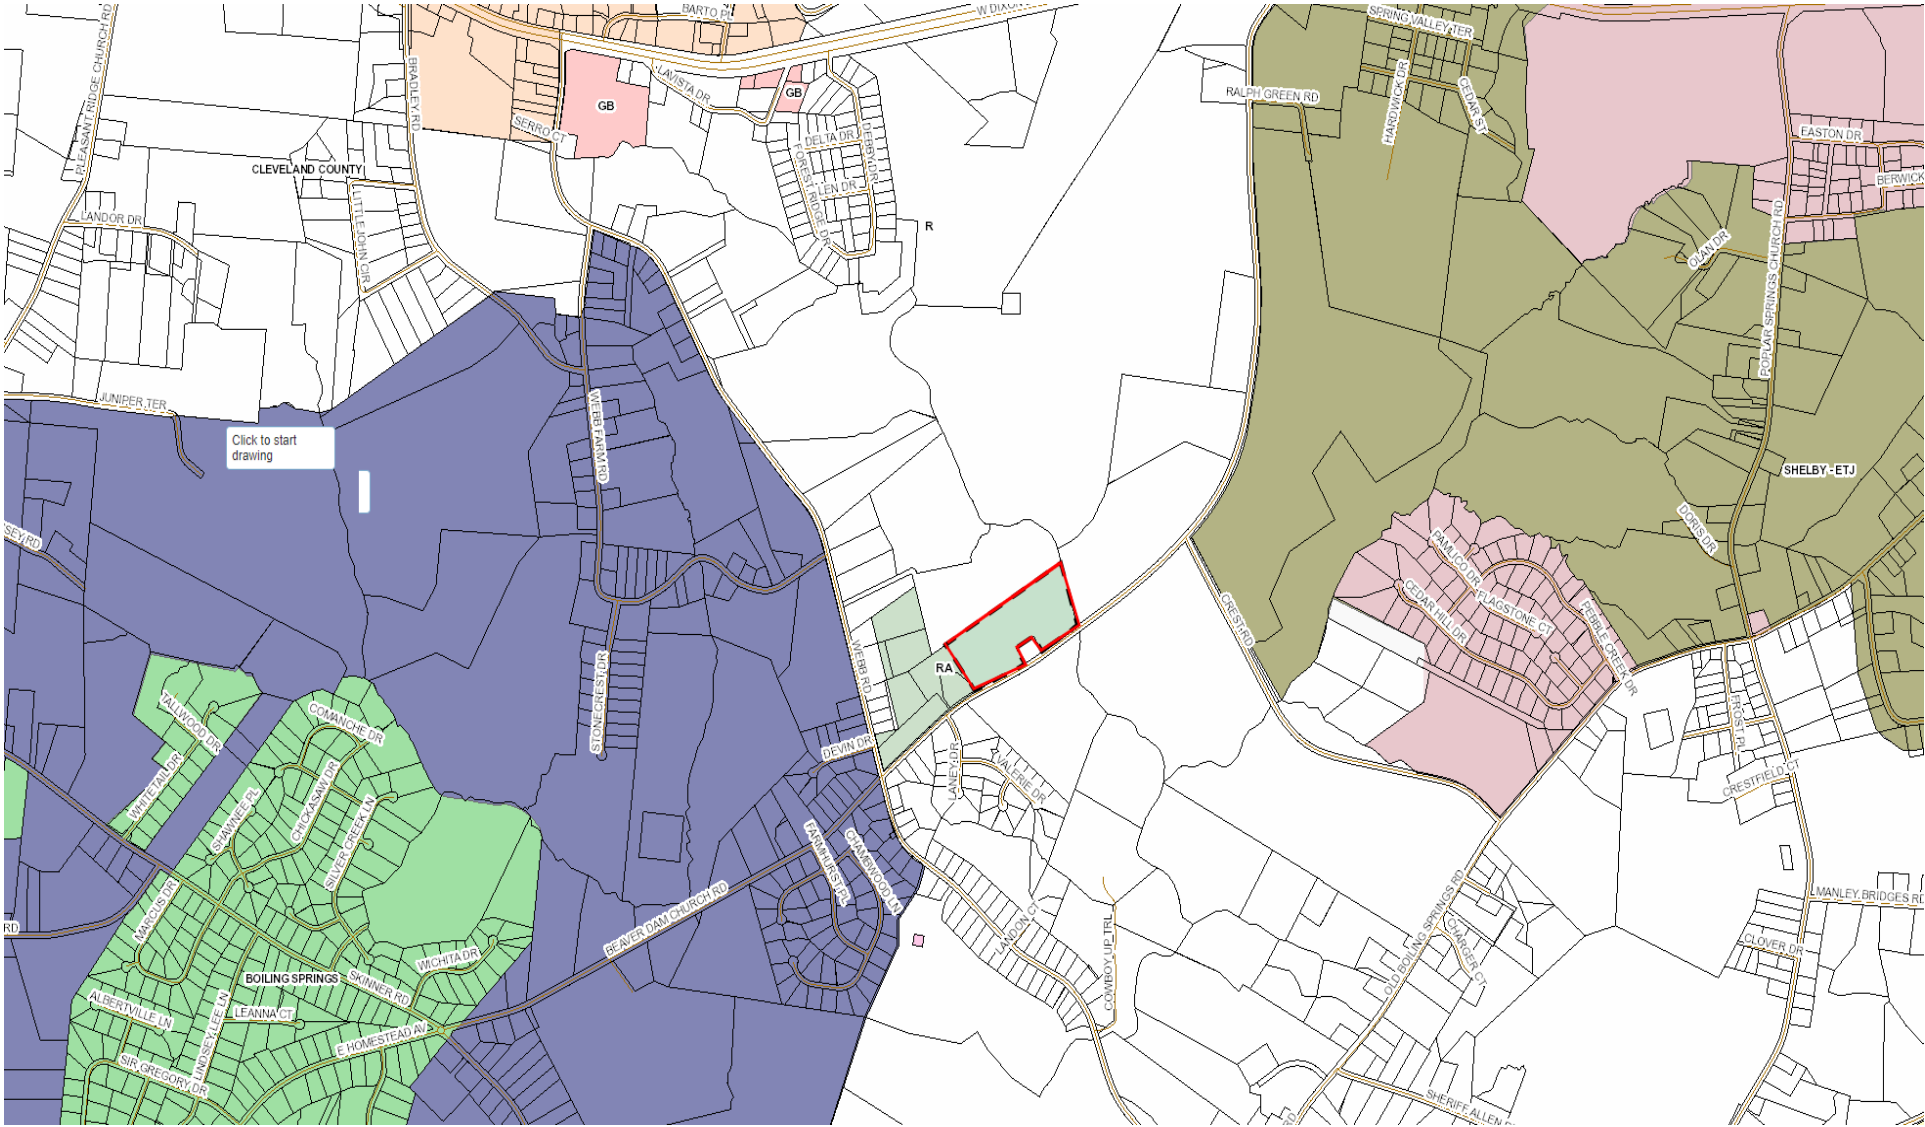 BARTO PL
W DIXON
SPRING VALLEY TER
PLEASANT RIDGE CHURCH RD
BRADLEY RD
LAVISTA DR
GB
GB
HARDWICK DR
CEDAR ST
RALPH GREEN RD
SERRO CT
DELTA DR
DEBBY DR
EASTON DR
CLEVELAND COUNTY
FOREST RIDGE DR
LEN DR
BERWICK
LITTLEJOHN CIR
LANDOR DR
R
OLAN DR
POPLAR SPRINGS CHURCH RD
JUNIPER TER
WEBB FARM RD
Click to start
drawing
SHELBY - ETJ
SEY RD
DORIS DR
PAMLICO DR
CEDAR HILL DR
FLAGSTONE CT
PEBBLE CREEK DR
CREST RD
WEBB RD
RA
STONECREST DR
TALLWOOD DR
COMANCHE DR
FROST PL
DEVIN DR
LANEY DR
VALERIE DR
WHITETAIL DR
CHICKASAW DR
CRESTFIELD CT
SHAWNEE PL
SILVER CREEK LN
FARMHURST PL
CHAMBWOOD LN
MARCUS DR
BEAVER DAM CHURCH RD
OLD BOILING SPRINGS RD
MANLEY BRIDGES RD
RD
LANDON CT
COWBOY UP TRL
CHARGER CT
CLOVER DR
WICHITA DR
BOILING SPRINGS
SKINNER RD
ALBERTVILLE LN
LINDSEY LEE LN
LEANNA CT
E HOMESTEAD AV
SIR GREGORY DR
SHERIFF ALLEN
RD